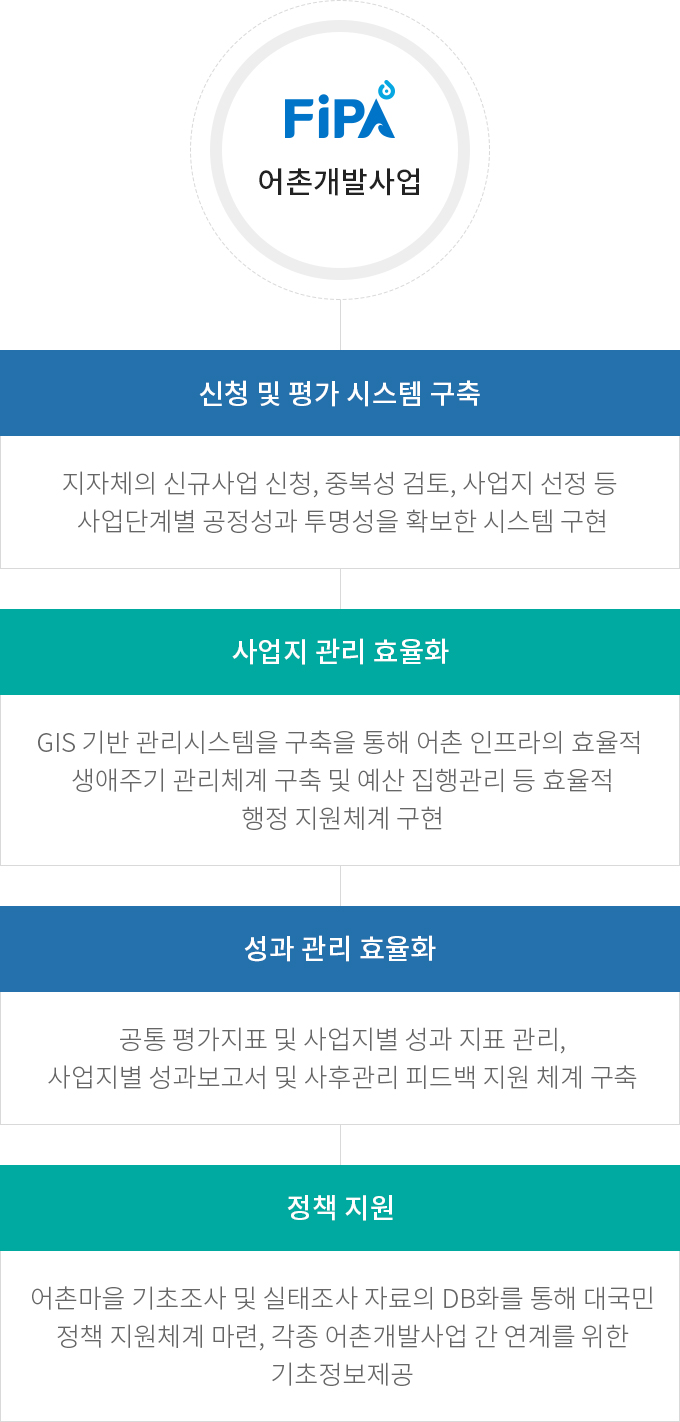 FiPA
어촌개발사업
신청 및 평가 시스템 구축
지자체의 신규사업 신청, 중복성 검토, 사업지 선정 등
사업단계별 공정성과 투명성을 확보한 시스템 구현
사업지 관리 효율화
GIS 기반 관리시스템을 구축을 통해 어촌 인프라의 효율적
생애주기 관리체계 구축 및 예산 집행관리 등 효율적
행정 지원체계 구현
성과 관리 효율화
공통 평가지표 및 사업지별 성과 지표 관리,
사업지별 성과보고서 및 사후관리 피드백 지원 체계 구축
정책 지원
어촌마을 기초조사 및 실태조사 자료의 DB화를 통해 대국민
정책 지원체계 마련, 각종 어촌개발사업 간 연계를 위한
기초정보제공